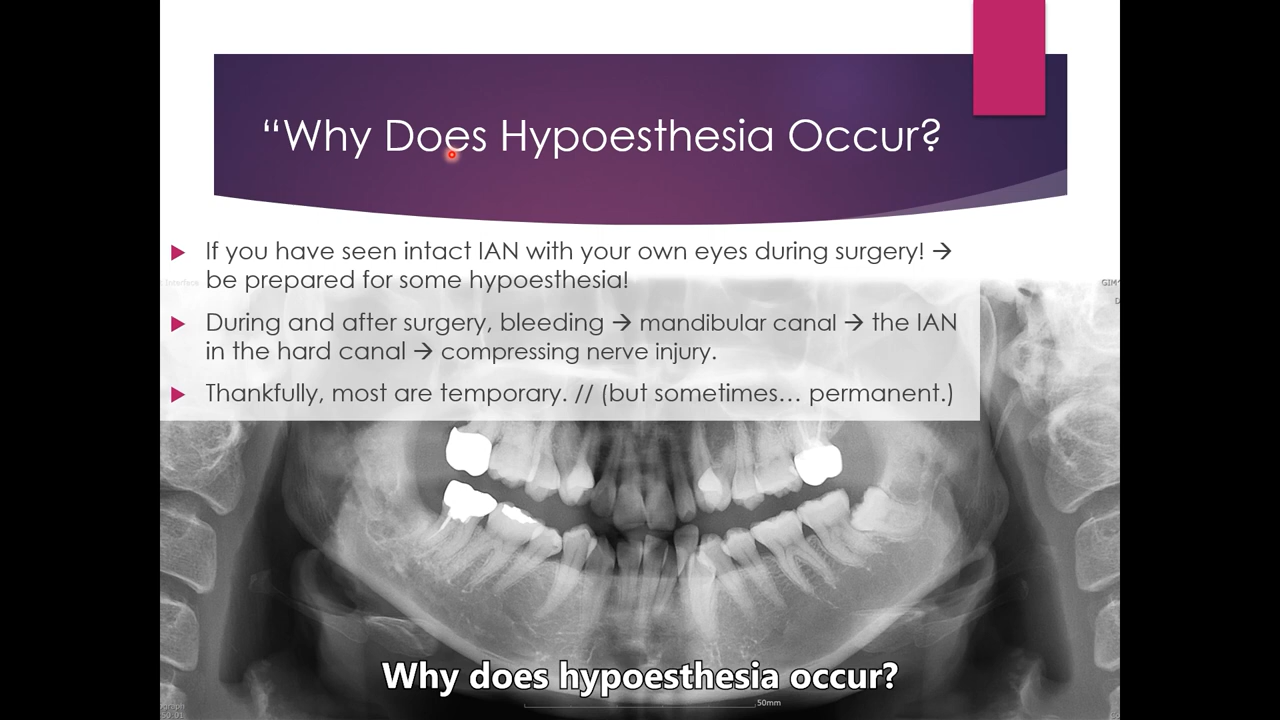 “Why Does Hypoesthesia Occur?
If you have seen intact IAN with your own eyes during surgery! →
be prepared for some hypoesthesia!
Interface
GIM
D
During and after surgery, bleeding → mandibular canal → the IAN
in the hard canal → compressing nerve injury.
Thankfully, most are temporary. // (but sometimes… permanent.)
Why does hypoesthesia occur?
50mm